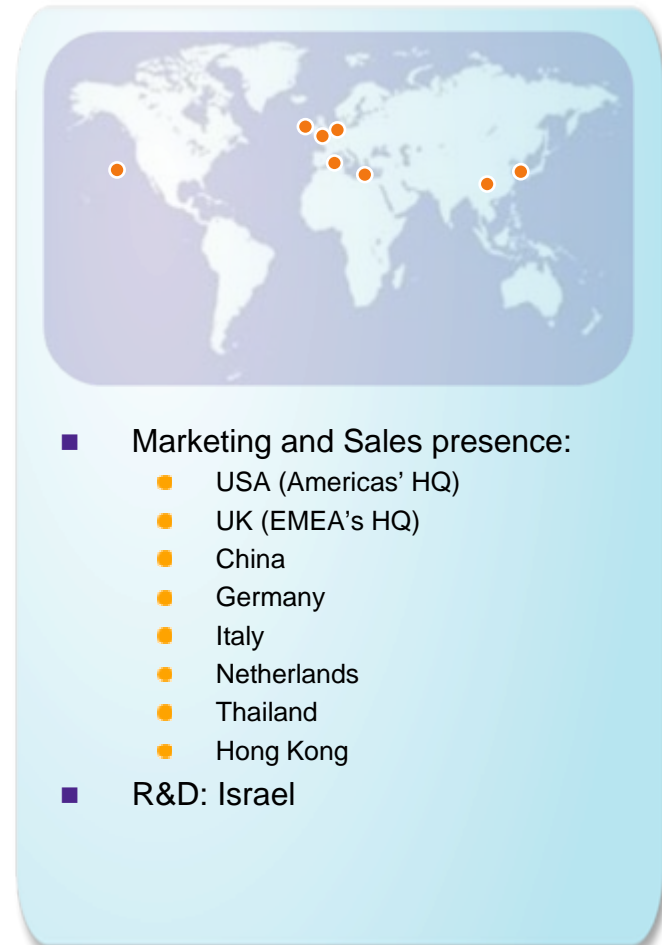 Marketing and Sales presence:
USA (Americas’ HQ)
UK (EMEA’s HQ)
China
Germany
Italy
Netherlands
Thailand
Hong Kong
R&D: Israel